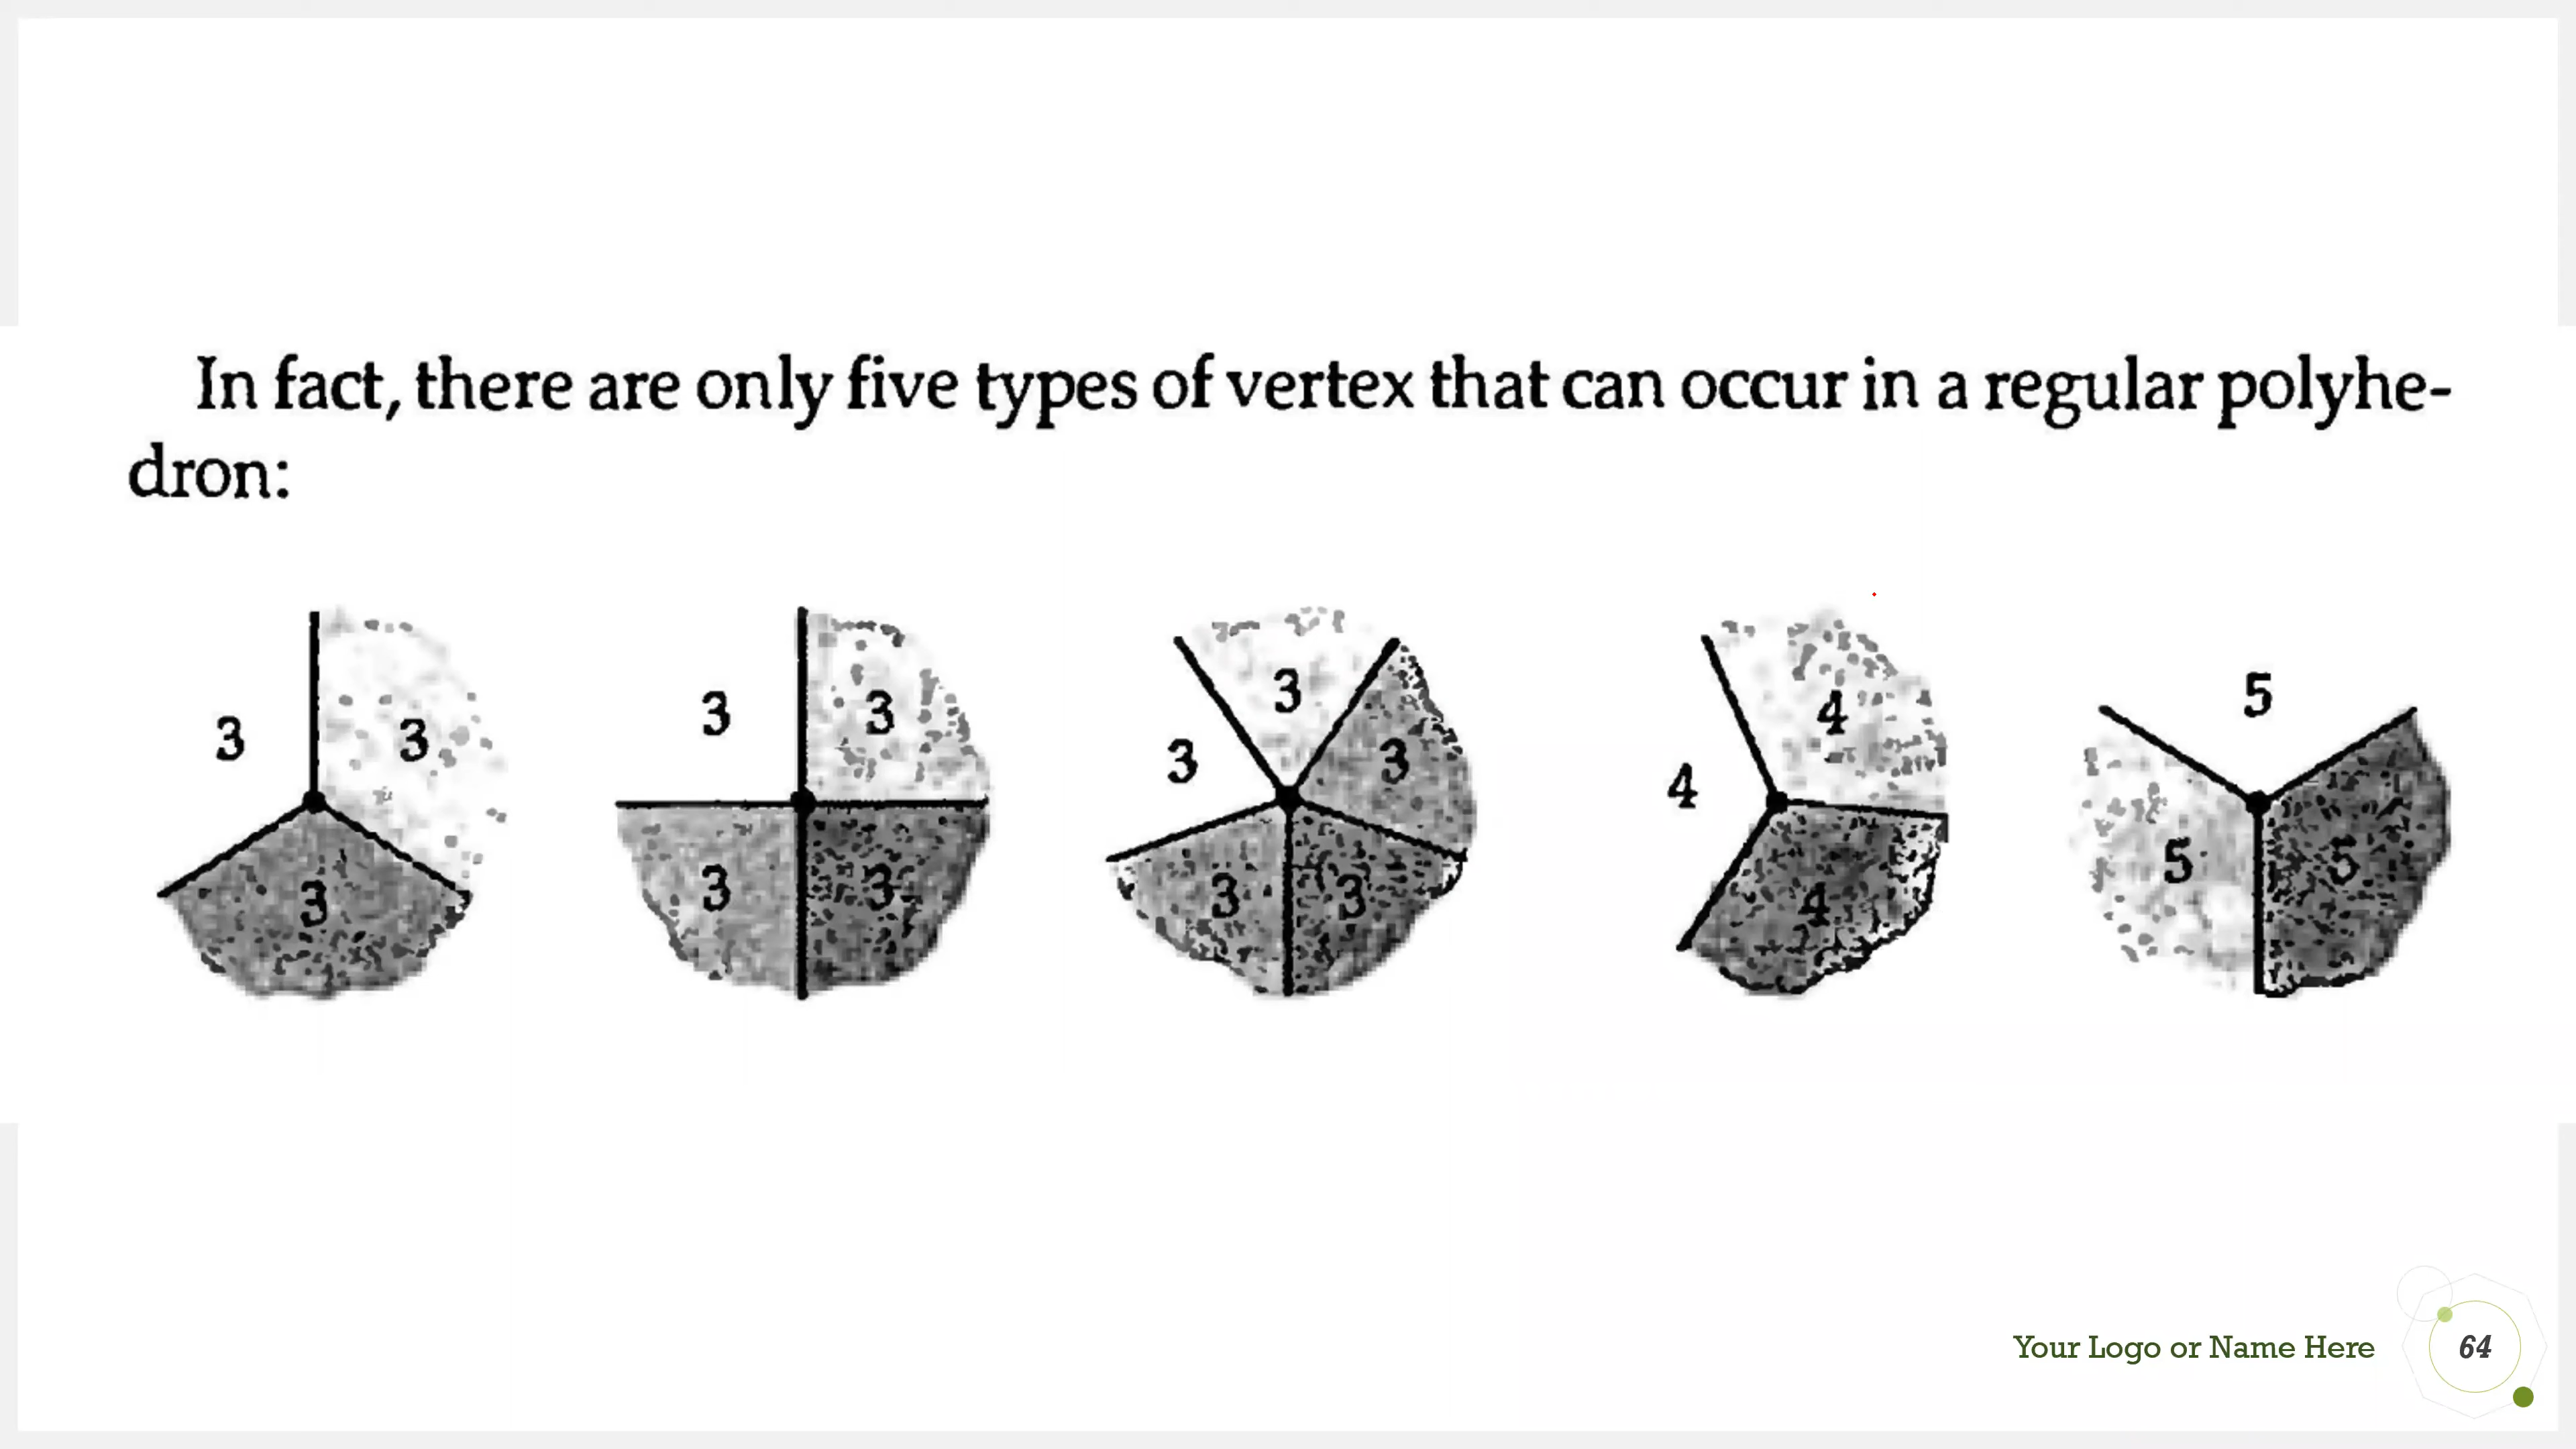 In fact, there are only five types of vertex that can occur in a regular polyhe-
dron:
3 3 3
3 3 3 3
3 3 3 3 3
4 4 4
5 5 5
Your Logo or Name Here 64